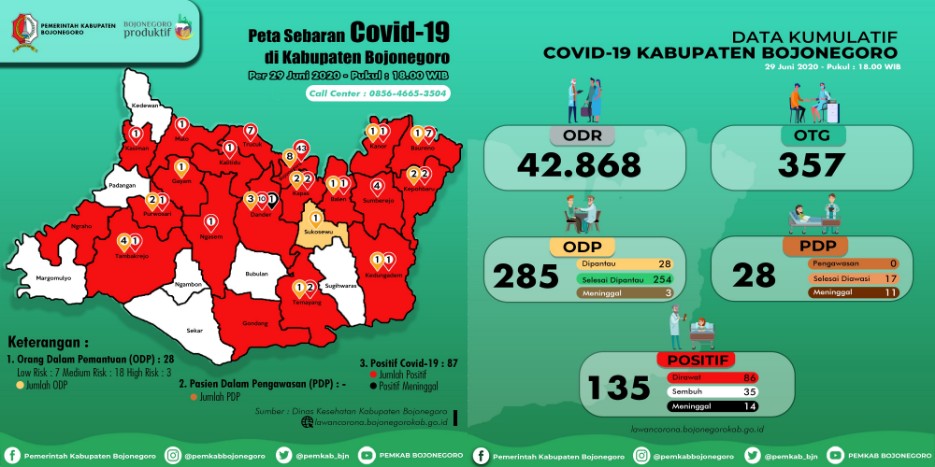 PEMERINTAH KABUPATEN
BOJONEGORO
BOJONEGORO
produktif
Peta Sebaran Covid-19
di Kabupaten Bojonegoro
Per 29 Juni 2020 - Pukul : 18.00 WIB
Call Center : 0856-4665-3504
Kedewan
1
Kasiman
1
Malo
7
Trucuk
1
Kalitidu
8 43
1 1
Kanor
1 7
Baureno
Padangan
1
Gayam
2 2
Kapas
1 1
Balen
4
Sumberejo
2 2
Kepohbaru
2 1
Purwosari
3 10 1
Dander
1
Sukosewu
Ngraho
4 1
Tambakrejo
1
Ngasem
Margomulyo
Ngambon
Bubulan
1 2
Temayang
Sugihwaras
1 1
Kedungadem
Sekar
Gondang
Keterangan :
1. Orang Dalam Pemantuan (ODP) : 28
Low Risk : 7 Medium Risk : 18 High Risk : 3
Jumlah ODP
2. Pasien Dalam Pengawasan (PDP) : -
Jumlah PDP
3. Positif Covid-19 : 87
Jumlah Positif
Positif Meninggal
Sumber : Dinas Kesehatan Kabupaten Bojonegara
lawancorona.bojonegorokab.go.id
Pemerintah Kabupaten Bojonegoro
@pemkabbojonegoro
@pemkab_bjn
PEMKAB BOJONEGORO
DATA KUMULATIF
COVID-19 KABUPATEN BOJONEGORO
29 Juni 2020 - Pukul : 18.00 WIB
ODR
42.868
OTG
357
ODP
285
Dipantau 28
Selesai Dipantau 254
Meninggal 3
PDP
28
Pengawasan 0
Selesai Diawasi 17
Meninggal 11
POSITIF
135
Dirawat 86
Sembuh 35
Meninggal 14
lawancorona.bojonegorokab.go.id
Pemerintah Kabupaten Bojonegoro
@pemkabbojonegoro
@pemkab_bjn
PEMKAB BOJONEGORO